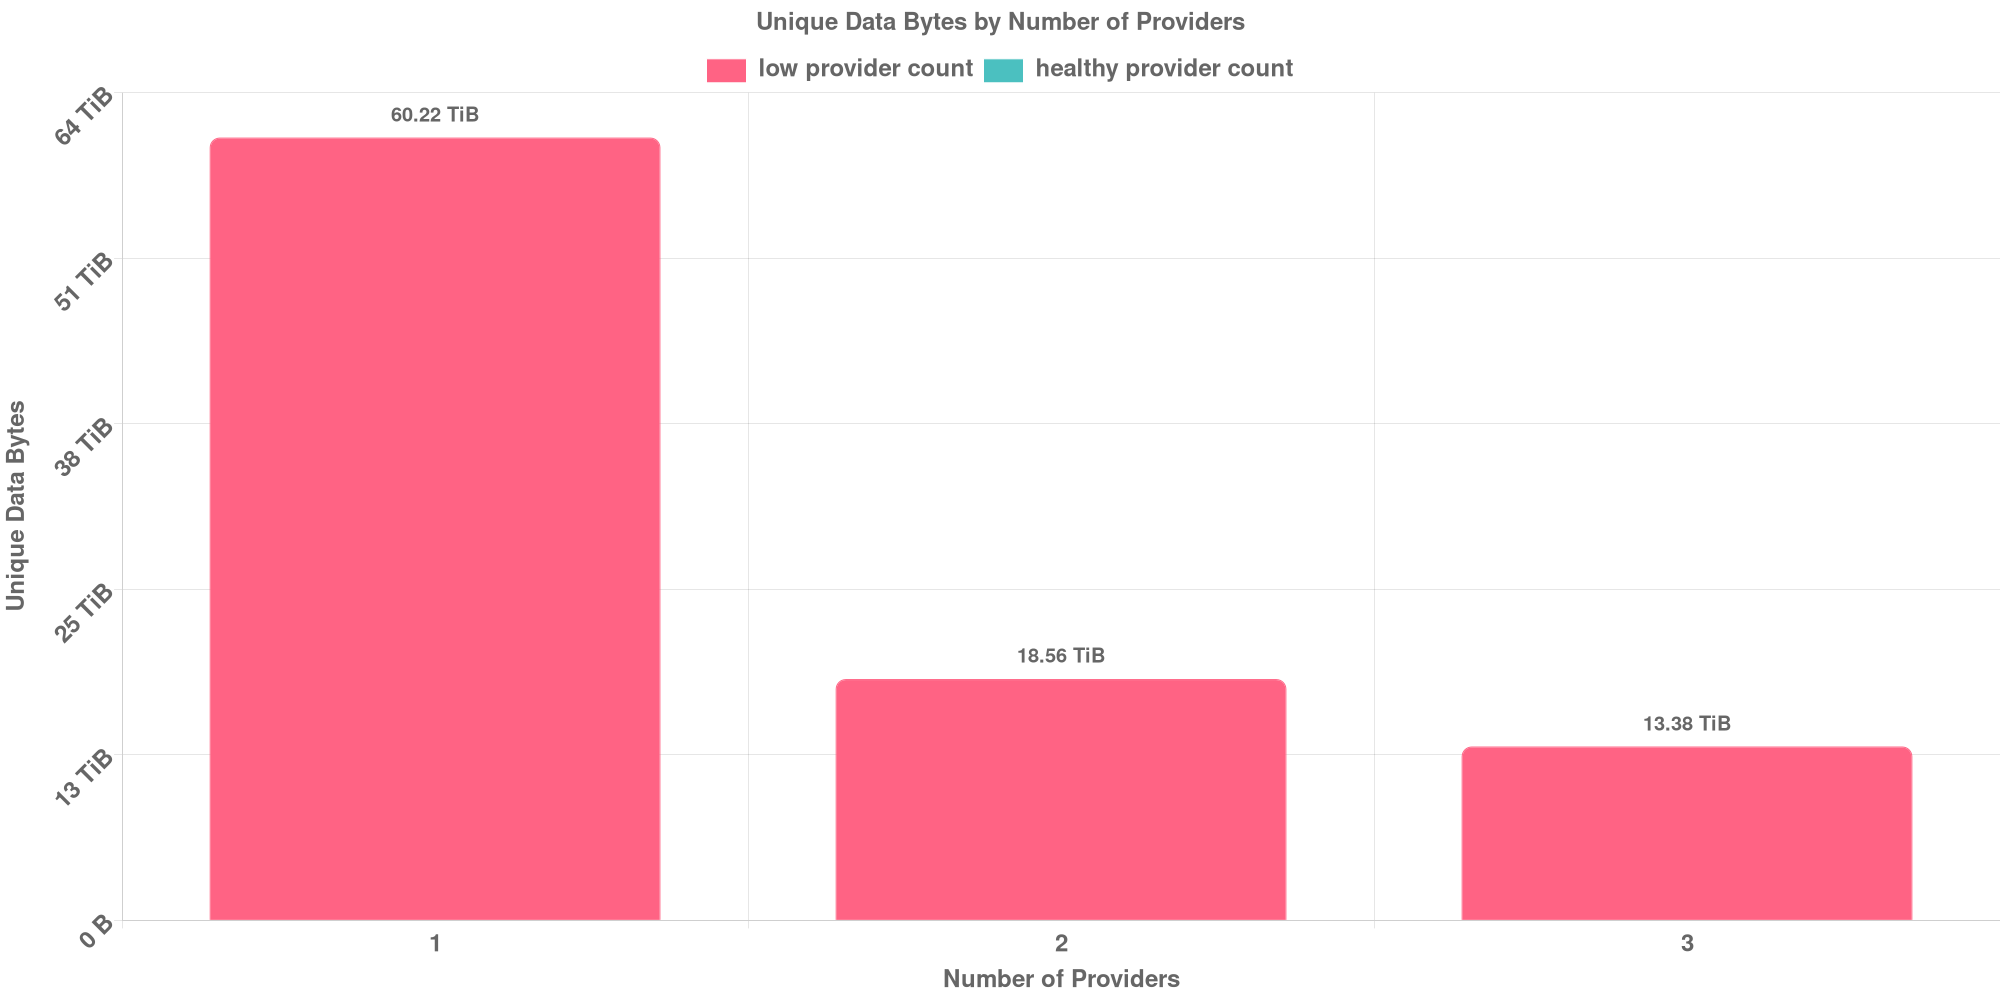 Unique Data Bytes by Number of Providers
low provider count healthy provider count
64 TiB
60.22 TiB
51 TiB
38 TiB
25 TiB
18.56 TiB
13.38 TiB
13 TiB
0 B
Unique Data Bytes
1 2 3
Number of Providers